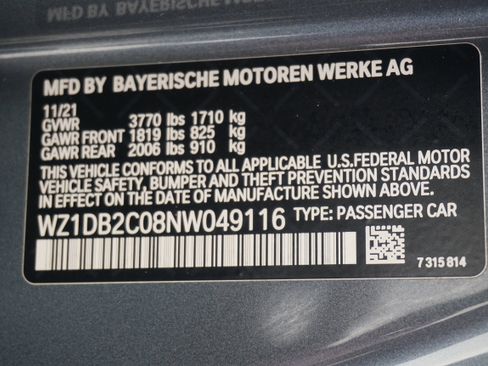 MFD BY BAYERISCHE MOTOREN WERKE AG
11/21
GVWR 3770 lbs 1710 kg
GAWR FRONT 1819 lbs 825 kg
GAWR REAR 2006 lbs 910 kg
THIS VEHICLE CONFORMS TO ALL APPLICABLE U.S.FEDERAL MOTOR
VEHICLE SAFETY, BUMPER AND THEFT PREVENTION STANDARDS
IN EFFECT ON THE DATE OF MANUFACTURE SHOWN ABOVE.
WZ1DB2C08NW049116 TYPE: PASSENGER CAR
7 315 814